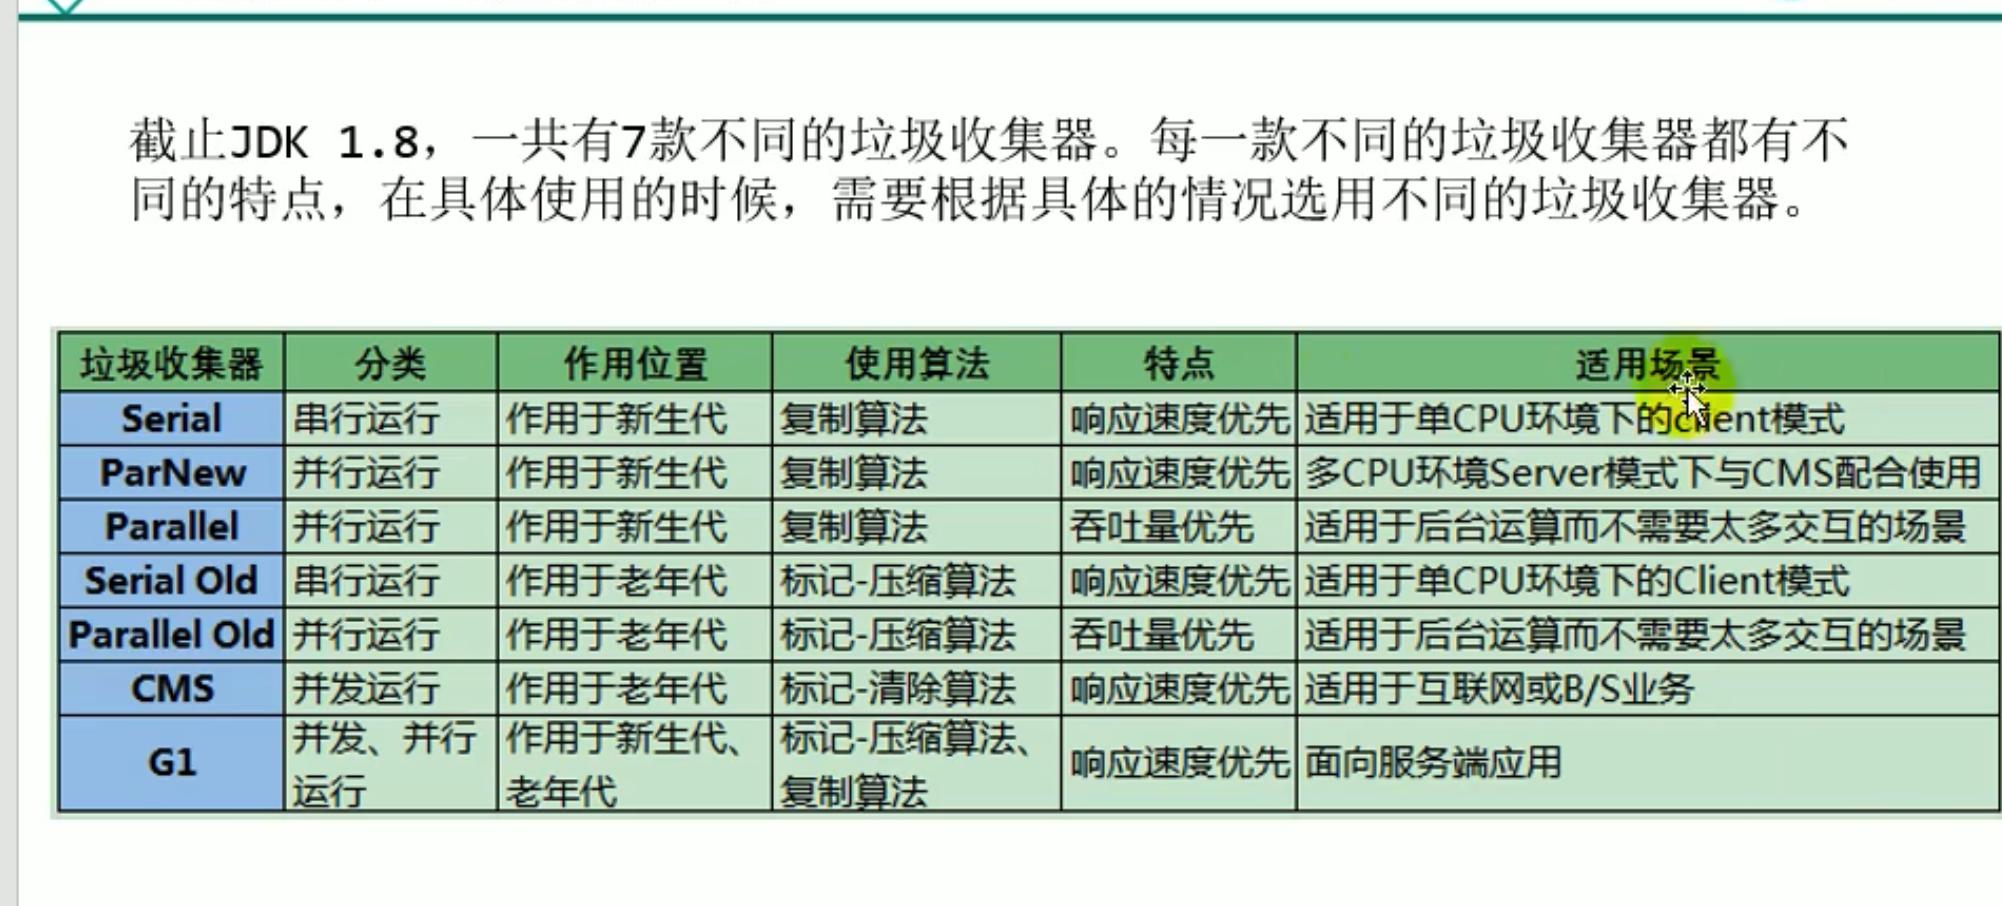 截止JDK 1.8，一共有7款不同的垃圾收集器。每一款不同的垃圾收集器都有不
同的特点，在具体使用的时候，需要根据具体的情况选用不同的垃圾收集器。
垃圾收集器 分类 作用位置 使用算法 特点 适用场景
Serial 串行运行 作用于新生代 复制算法 响应速度优先 适用于单CPU环境下的client模式
ParNew 并行运行 作用于新生代 复制算法 响应速度优先 多CPU环境Server模式下与CMS配合使用
Parallel 并行运行 作用于新生代 复制算法 吞吐量优先 适用于后台运算而不需要太多交互的场景
Serial Old 串行运行 作用于老年代 标记-压缩算法 响应速度优先 适用于单CPU环境下的Client模式
Parallel Old 并行运行 作用于老年代 标记-压缩算法 吞吐量优先 适用于后台运算而不需要太多交互的场景
CMS 并发运行 作用于老年代 标记-清除算法 响应速度优先 适用于互联网或B/S业务
G1 并发、并行 作用于新生代、 标记-压缩算法、 响应速度优先 面向服务端应用
运行 老年代 复制算法